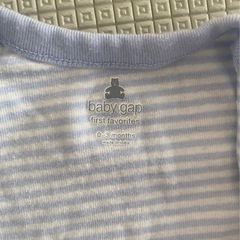 baby gap
first favorites
0-3 months